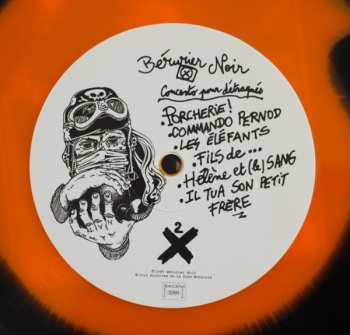 Bérurier Noir
Concerto pour détraqués
• PORCHERIE!
• COMMANDO PERNOD
• LES ÉLÉFANTS
• FILS de...
• Hélène et (le) SANG
• IL TUA SON PETIT
FRÈRE
2
X